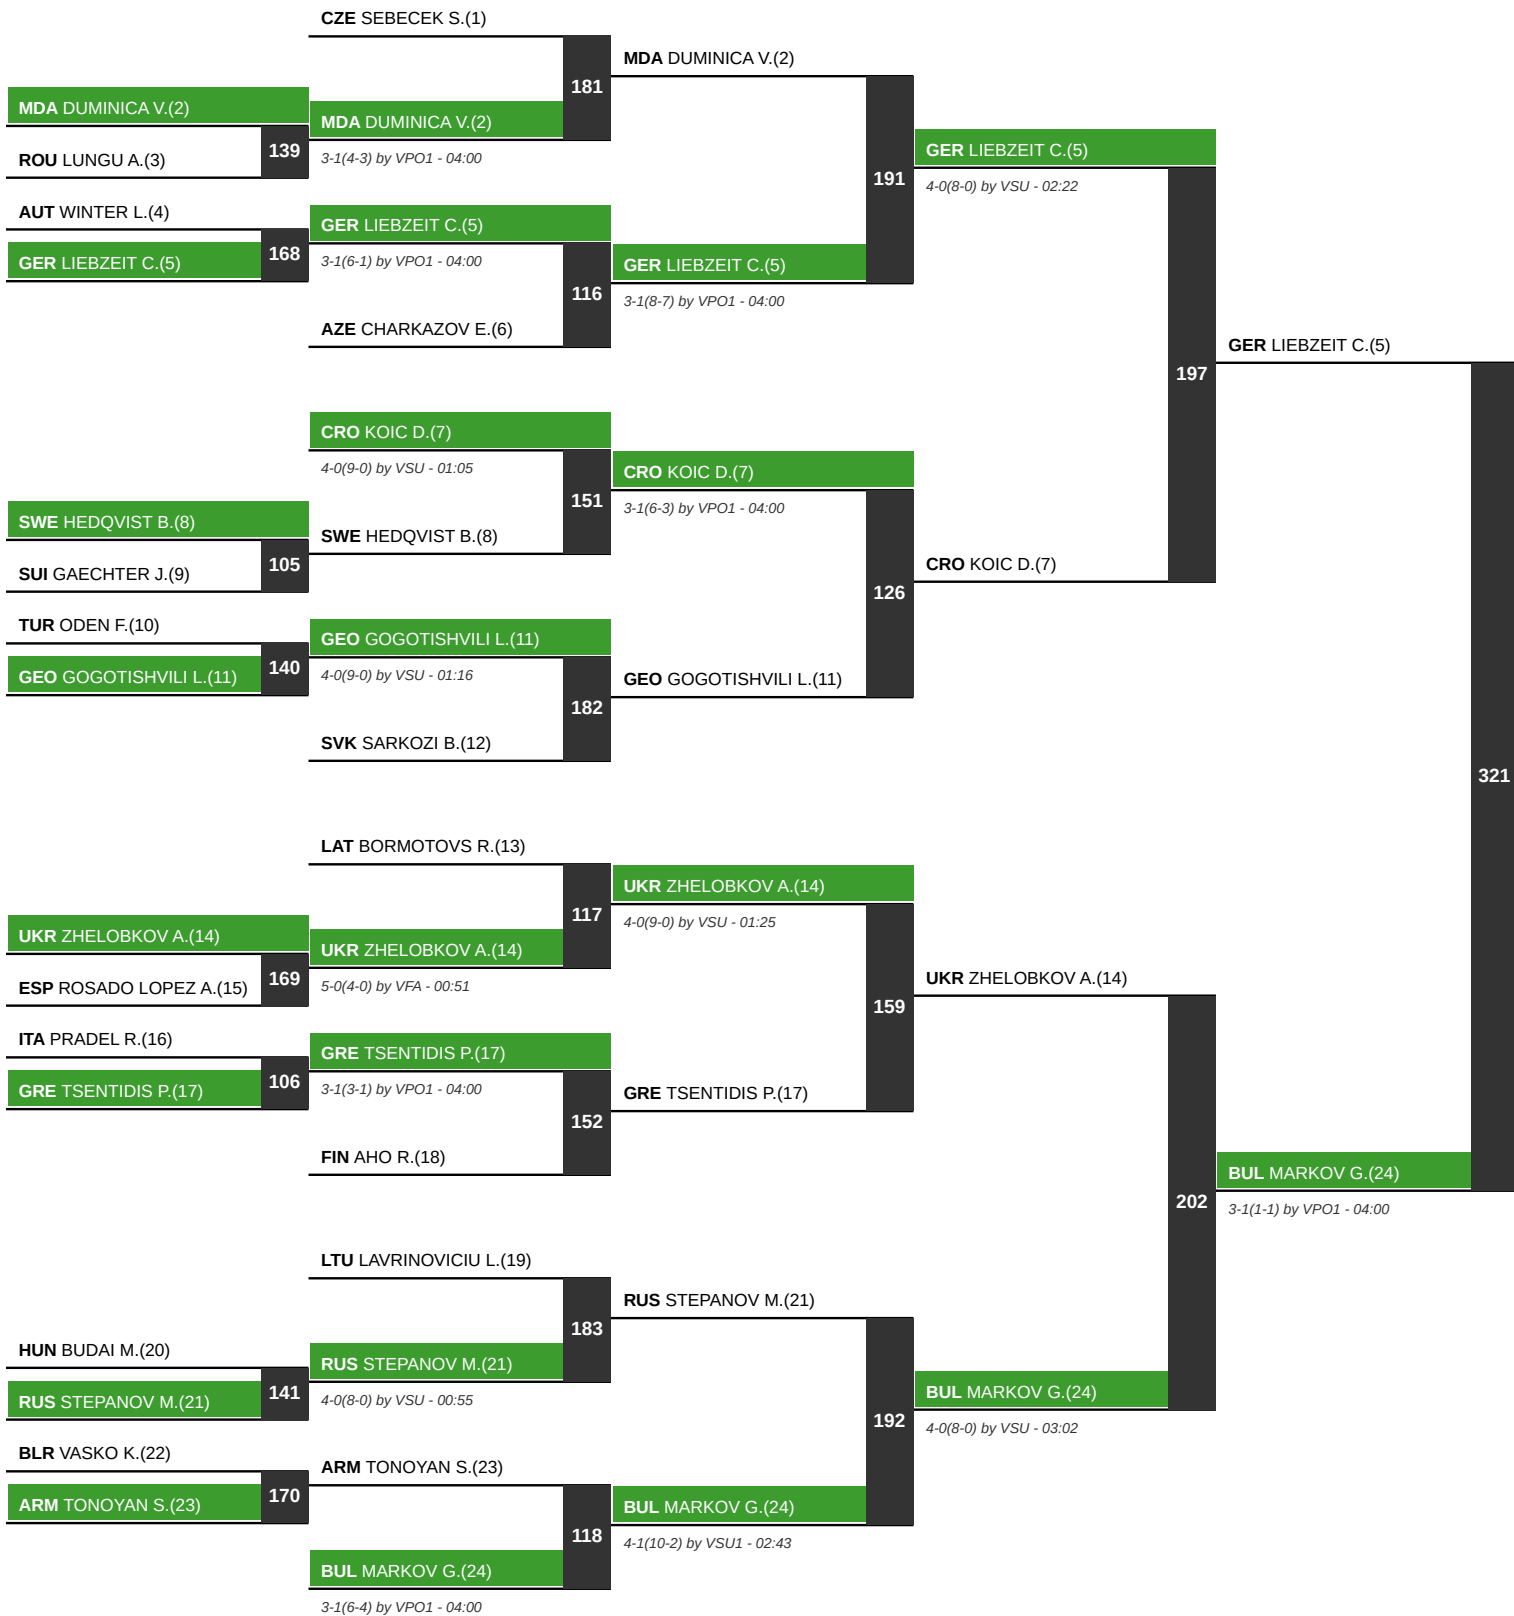 CZE SEBECEK S.(1)
181
MDA DUMINICA V.(2)
MDA DUMINICA V.(2)
139
ROU LUNGU A.(3)
MDA DUMINICA V.(2)
3-1(4-3) by VPO1 - 04:00
191
GER LIEBZEIT C.(5)
4-0(8-0) by VSU - 02:22
AUT WINTER L.(4)
168
GER LIEBZEIT C.(5)
GER LIEBZEIT C.(5)
3-1(6-1) by VPO1 - 04:00
116
AZE CHARKAZOV E.(6)
GER LIEBZEIT C.(5)
3-1(8-7) by VPO1 - 04:00
197
GER LIEBZEIT C.(5)
CRO KOIC D.(7)
4-0(9-0) by VSU - 01:05
151
CRO KOIC D.(7)
3-1(6-3) by VPO1 - 04:00
SWE HEDQVIST B.(8)
105
SUI GAECHTER J.(9)
SWE HEDQVIST B.(8)
126
CRO KOIC D.(7)
TUR ODEN F.(10)
140
GEO GOGOTISHVILI L.(11)
GEO GOGOTISHVILI L.(11)
4-0(9-0) by VSU - 01:16
182
SVK SARKOZI B.(12)
GEO GOGOTISHVILI L.(11)
321
LAT BORMOTOVS R.(13)
117
UKR ZHELOBKOV A.(14)
4-0(9-0) by VSU - 01:25
UKR ZHELOBKOV A.(14)
169
ESP ROSADO LOPEZ A.(15)
UKR ZHELOBKOV A.(14)
5-0(4-0) by VFA - 00:51
159
UKR ZHELOBKOV A.(14)
ITA PRADEL R.(16)
106
GRE TSENTIDIS P.(17)
GRE TSENTIDIS P.(17)
3-1(3-1) by VPO1 - 04:00
152
FIN AHO R.(18)
GRE TSENTIDIS P.(17)
202
BUL MARKOV G.(24)
3-1(1-1) by VPO1 - 04:00
LTU LAVRINOVICIU L.(19)
183
RUS STEPANOV M.(21)
HUN BUDAI M.(20)
141
RUS STEPANOV M.(21)
RUS STEPANOV M.(21)
4-0(8-0) by VSU - 00:55
192
BUL MARKOV G.(24)
4-0(8-0) by VSU - 03:02
BLR VASKO K.(22)
170
ARM TONOYAN S.(23)
ARM TONOYAN S.(23)
118
BUL MARKOV G.(24)
4-1(10-2) by VSU1 - 02:43
BUL MARKOV G.(24)
3-1(6-4) by VPO1 - 04:00